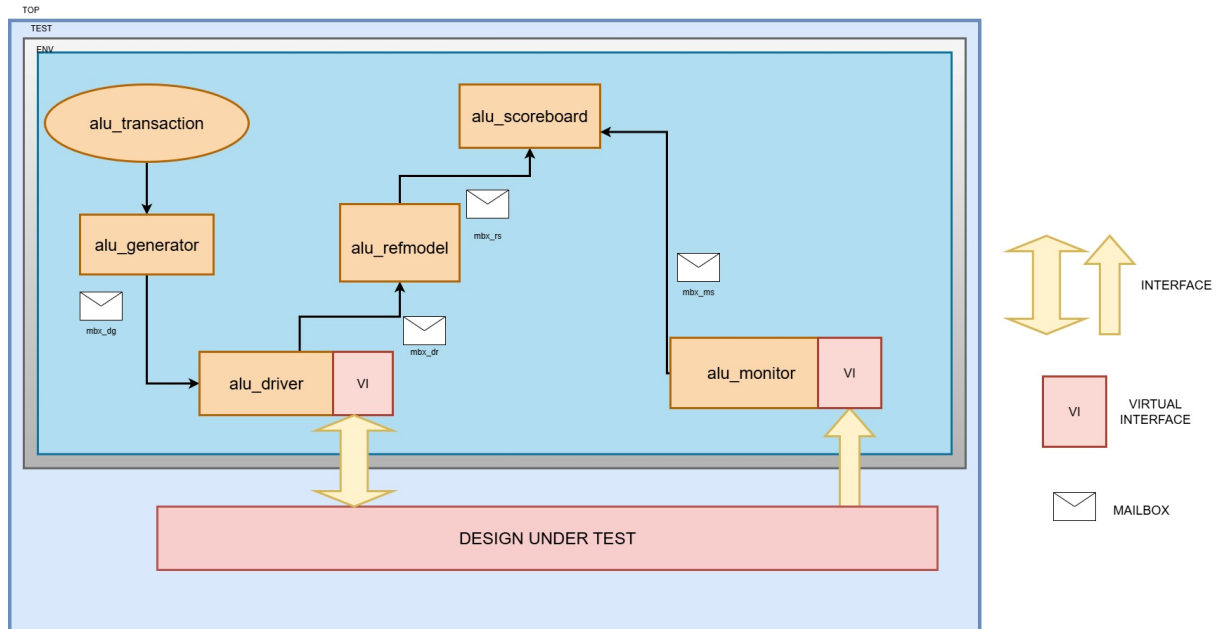 TOP
TEST
ENV
alu_transaction
alu_scoreboard
mbx_rs
alu_generator
alu_refmodel
mbx_dg
mbx_dr
mbx_ms
alu_driver
VI
alu_monitor
VI
DESIGN UNDER TEST
INTERFACE
VI
VIRTUAL
INTERFACE
MAILBOX